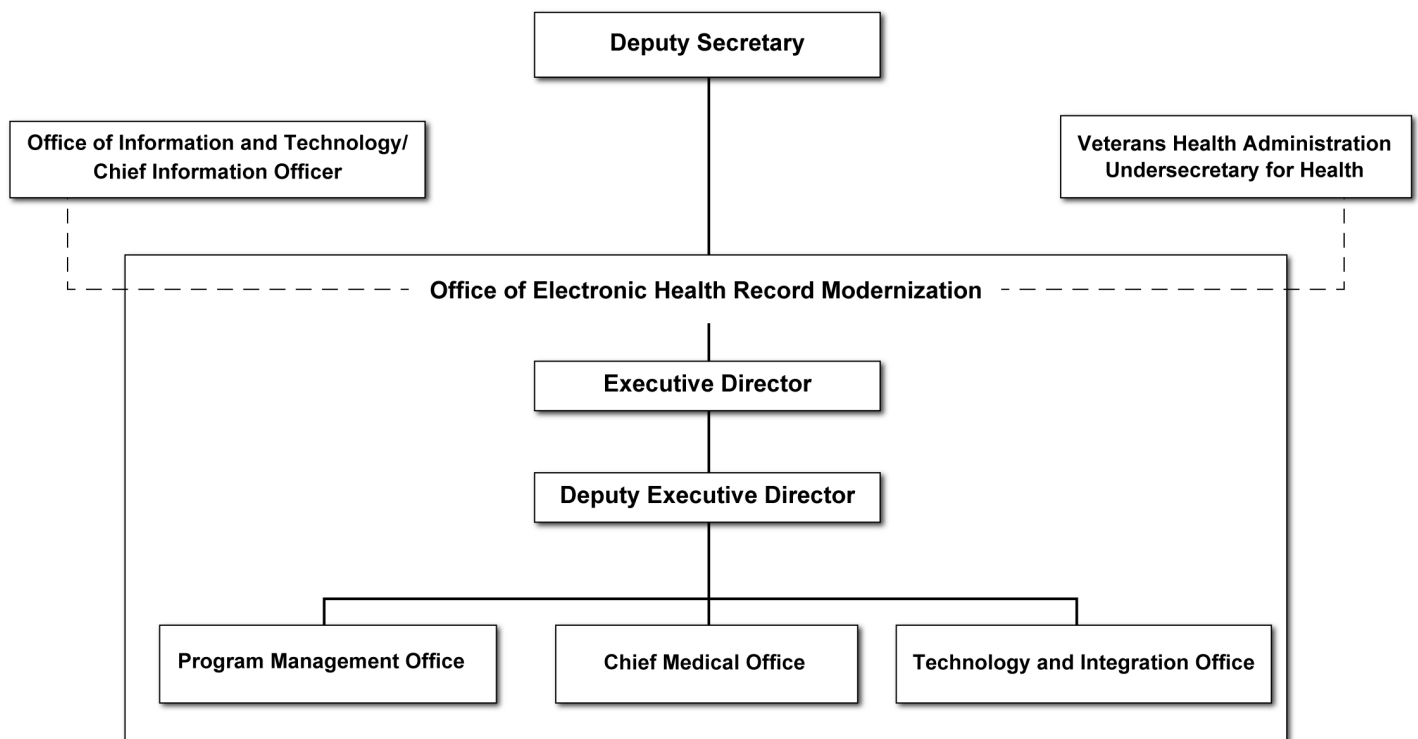 Deputy Secretary
Office of Information and Technology/
Chief Information Officer
Veterans Health Administration
Undersecretary for Health
Office of Electronic Health Record Modernization
Executive Director
Deputy Executive Director
Program Management Office
Chief Medical Office
Technology and Integration Office